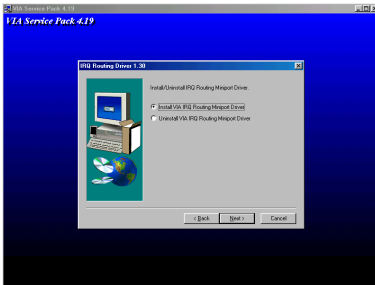 VIA Service Pack 4.19
VIA Service Pack 4.19
IRQ Routing Driver 1.30
Install/Uninstall IRQ Routing Miniport Driver.
Install VIA IRQ Routing Miniport Driver
Uninstall VIA IRQ Routing Miniport Driver
< Back
Next >
Cancel